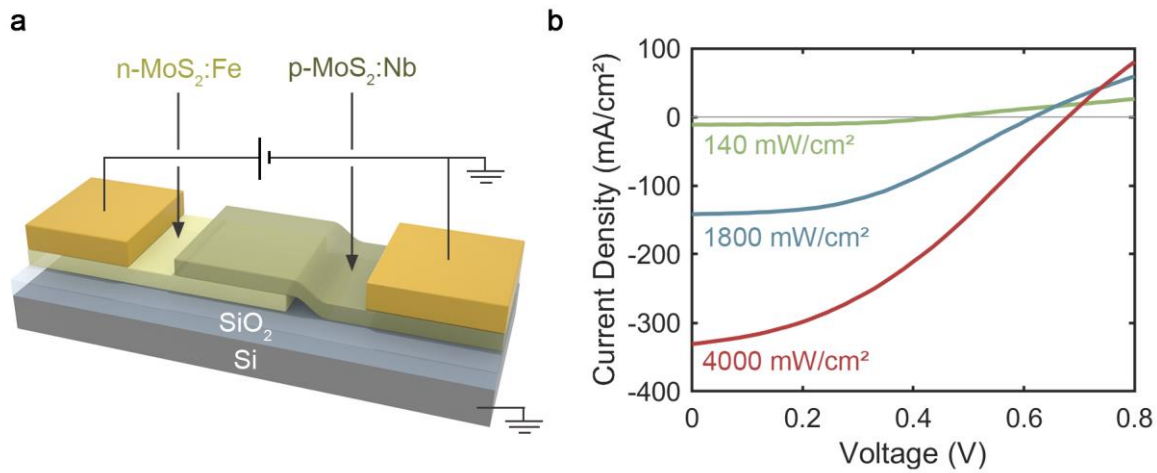 a
n-MoS₂:Fe
p-MoS₂:Nb
SiO₂
Si
b
Current Density (mA/cm²)
100
0
-100
-200
-300
-400
140 mW/cm²
1800 mW/cm²
4000 mW/cm²
0
0.2
0.4
0.6
0.8
Voltage (V)